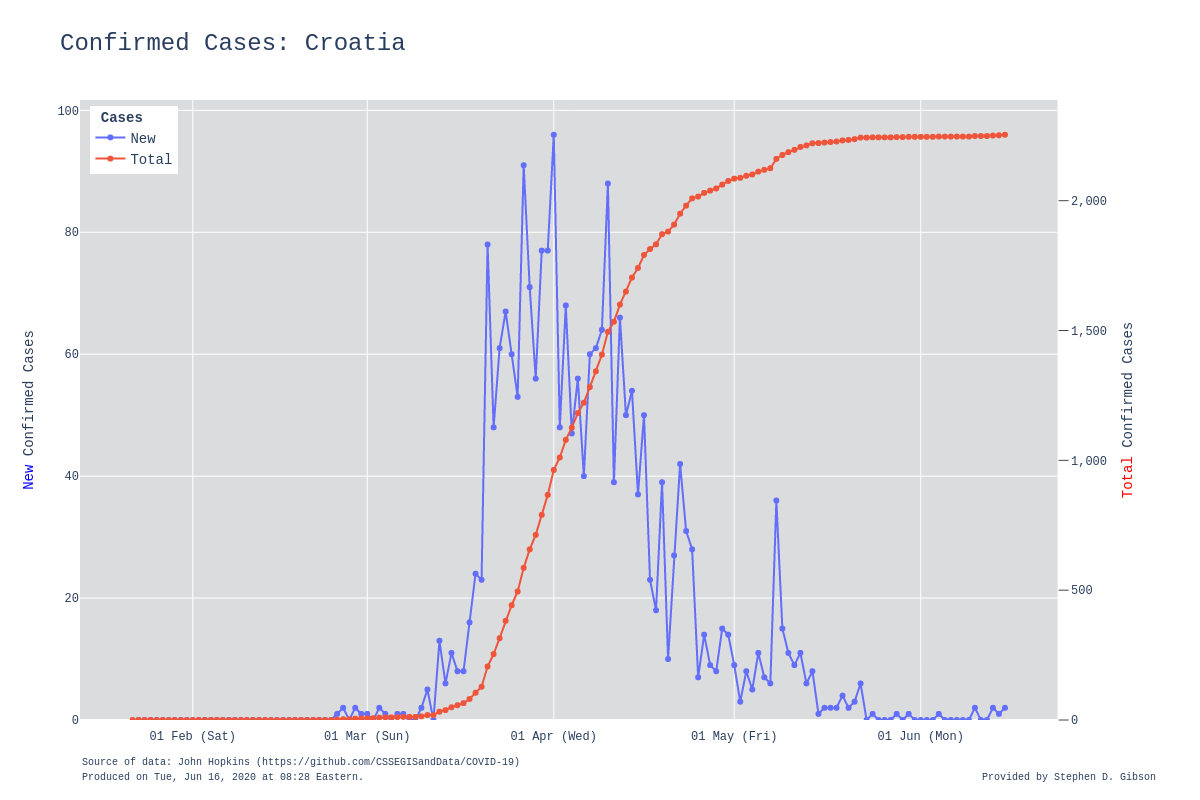 Confirmed Cases: Croatia
Cases
New
Total
100
80
60
40
20
0
New Confirmed Cases
2,000
1,500
1,000
500
0
Total Confirmed Cases
01 Feb (Sat)
01 Mar (Sun)
01 Apr (Wed)
01 May (Fri)
01 Jun (Mon)
Source of data: John Hopkins (https://github.com/CSSEGISandData/COVID-19)
Produced on Tue, Jun 16, 2020 at 08:28 Eastern.
Provided by Stephen D. Gibson